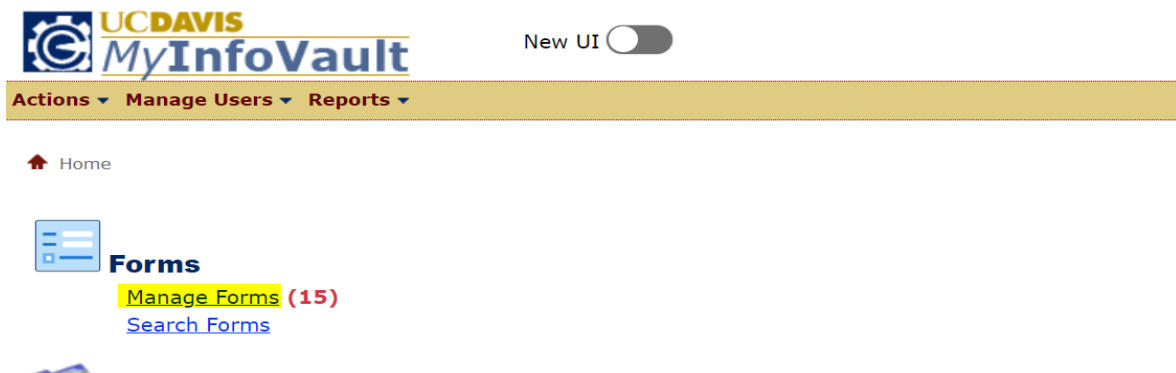 UCDAVIS
MyInfoVault
New UI
Actions Manage Users Reports
Home
Forms
Manage Forms (15)
Search Forms